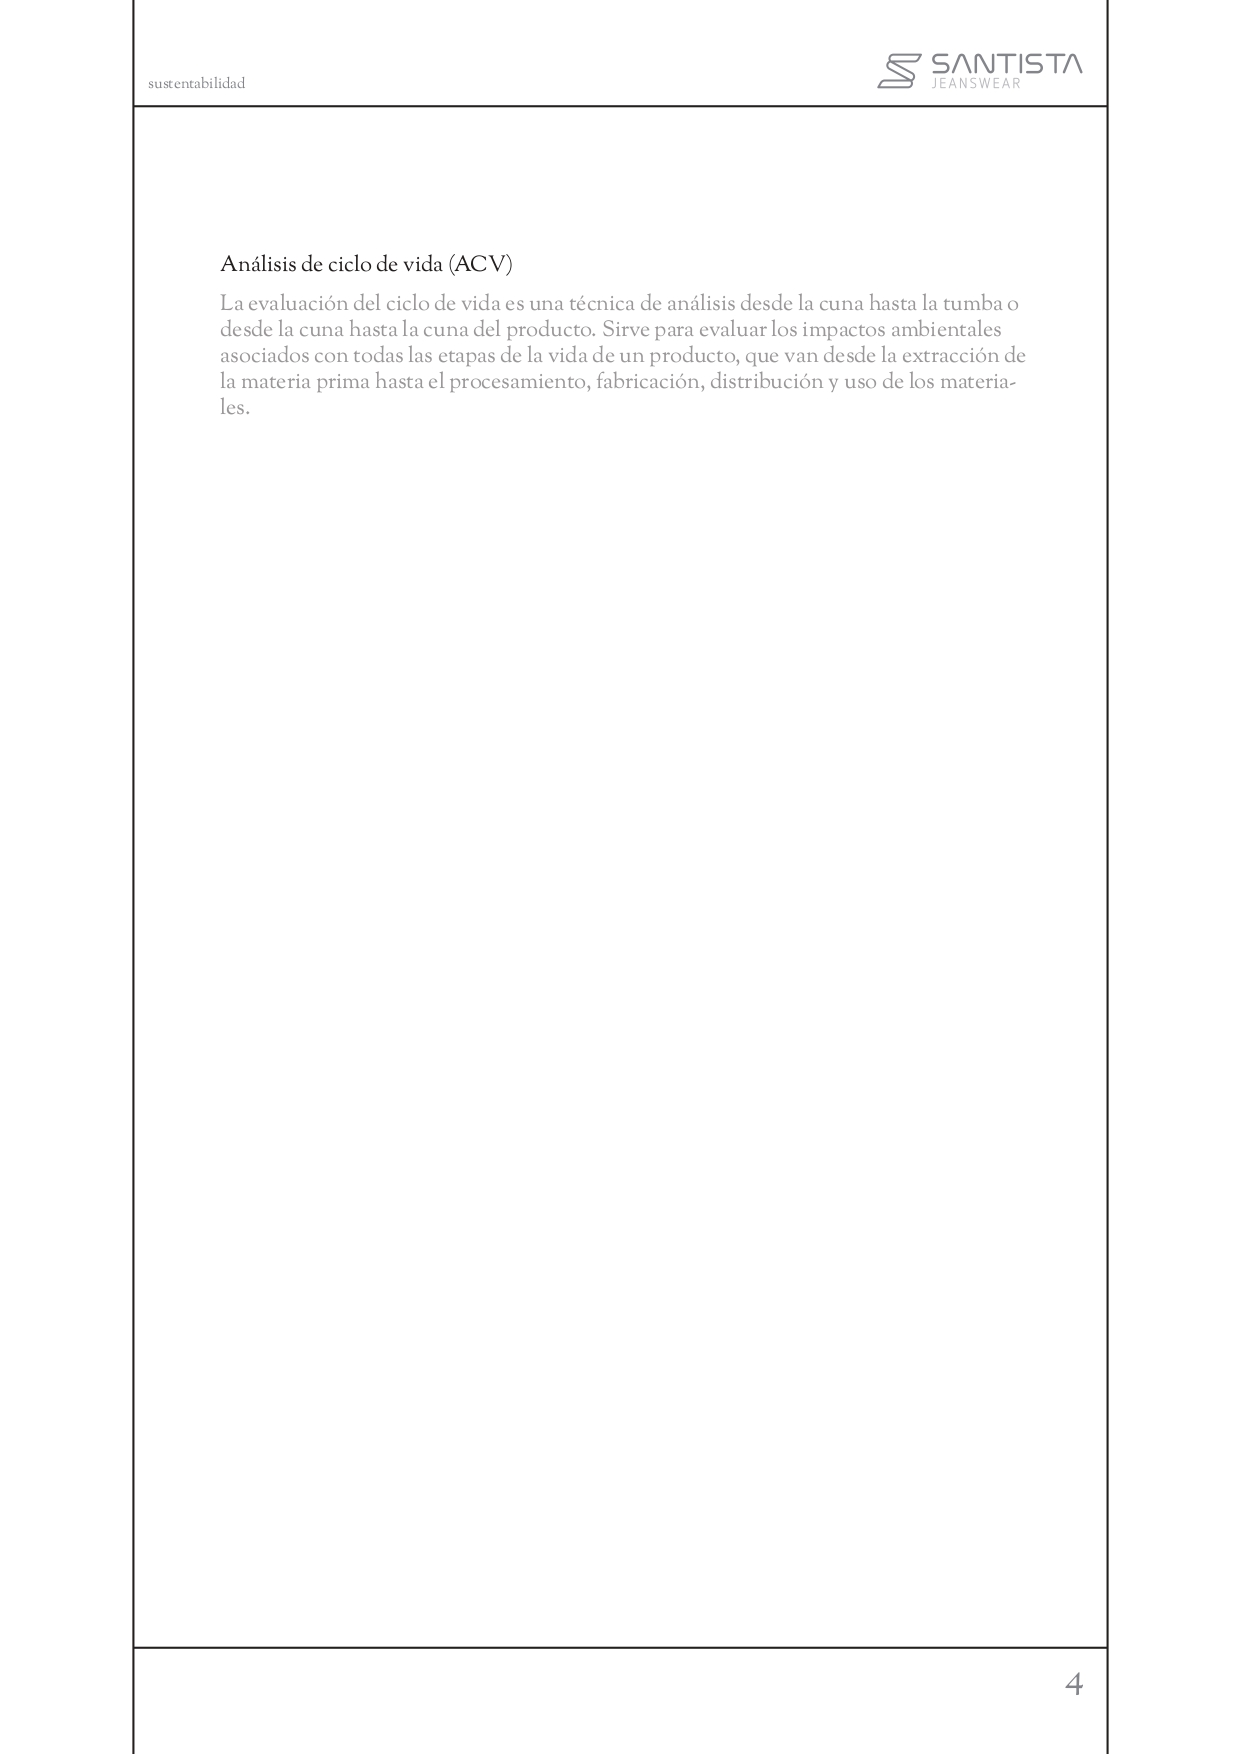 sustentabilidad
SANTISTA
JEANSWEAR
Análisis de ciclo de vida (ACV)
La evaluación del ciclo de vida es una técnica de análisis desde la cuna hasta la tumba o
desde la cuna hasta la cuna del producto. Sirve para evaluar los impactos ambientales
asociados con todas las etapas de la vida de un producto, que van desde la extracción de
la materia prima hasta el procesamiento, fabricación, distribución y uso de los materia-
les.
4